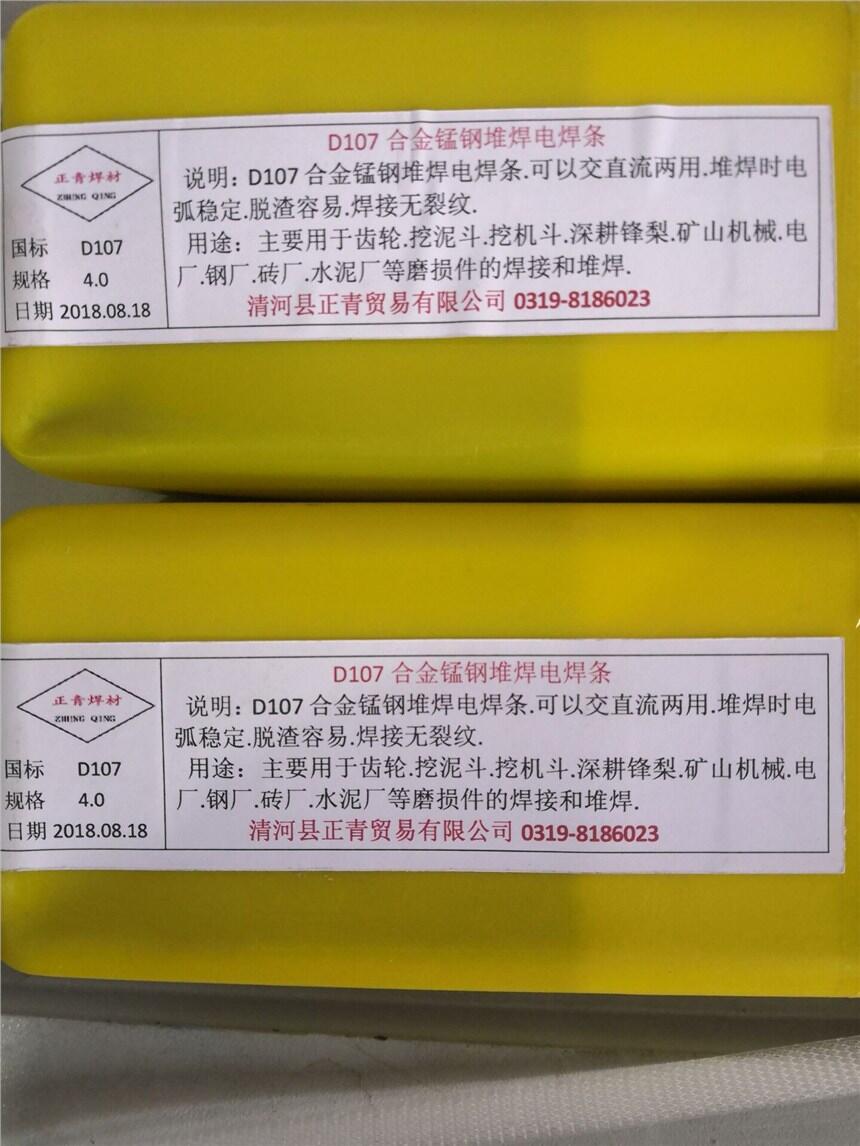 D107 合金锰钢堆焊电焊条
说明：D107 合金锰钢堆焊电焊条.可以交直流两用.堆焊时电
弧稳定.脱渣容易.焊接无裂纹.
用途：主要用于齿轮.挖泥斗.挖机斗.深耕锋梨.矿山机械.电
厂.钢厂.砖厂.水泥厂等磨损件的焊接和堆焊.
清河县正青贸易有限公司 0319-8186023
正青焊材
ZHENG QING
国标 D107
规格 4.0
日期 2018.08.18
D107 合金锰钢堆焊电焊条
说明：D107 合金锰钢堆焊电焊条.可以交直流两用.堆焊时电
弧稳定.脱渣容易.焊接无裂纹.
用途：主要用于齿轮.挖泥斗.挖机斗.深耕锋梨.矿山机械.电
厂.钢厂.砖厂.水泥厂等磨损件的焊接和堆焊.
清河县正青贸易有限公司 0319-8186023
正青焊材
ZHENG QING
国标 D107
规格 4.0
日期 2018.08.18